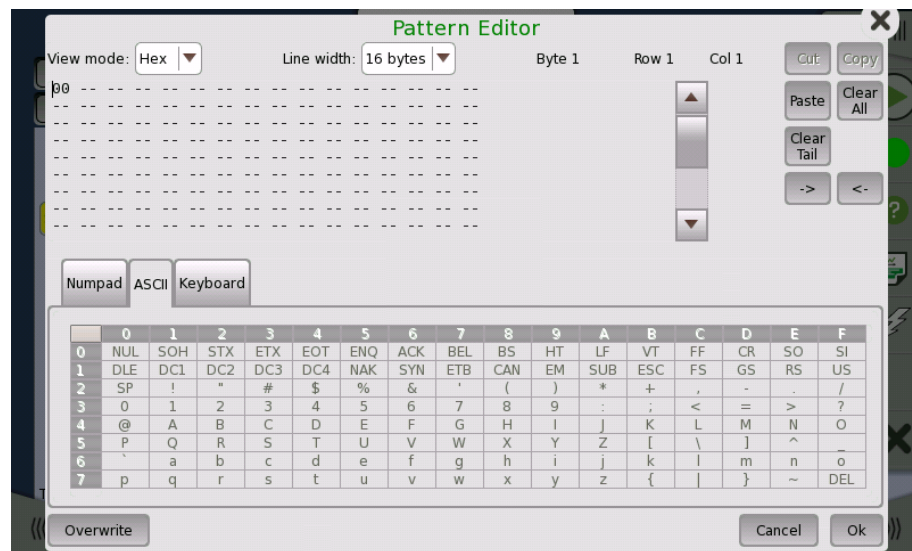 Pattern Editor
View mode: Hex Line width: 16 bytes Byte 1 Row 1 Col 1 Cut Copy
00 -- -- -- -- -- -- -- -- -- -- -- -- -- -- --
-- -- -- -- -- -- -- -- -- -- -- -- -- -- -- --
-- -- -- -- -- -- -- -- -- -- -- -- -- -- -- --
-- -- -- -- -- -- -- -- -- -- -- -- -- -- -- --
-- -- -- -- -- -- -- -- -- -- -- -- -- -- -- --
-- -- -- -- -- -- -- -- -- -- -- -- -- -- -- --
-- -- -- -- -- -- -- -- -- -- -- -- -- -- -- --
-- -- -- -- -- -- -- -- -- -- -- -- -- -- -- --
-- -- -- -- -- -- -- -- -- -- -- -- -- -- -- --
Paste Clear All
Clear Tail
-> <-
Numpad ASCII Keyboard
0 1 2 3 4 5 6 7 8 9 A B C D E F
0 NUL SOH STX ETX EOT ENQ ACK BEL BS HT LF VT FF CR SO SI
1 DLE DC1 DC2 DC3 DC4 NAK SYN ETB CAN EM SUB ESC FS GS RS US
2 SP ! " # $ % & ' ( ) * + , - . /
3 0 1 2 3 4 5 6 7 8 9 : ; < = > ?
4 @ A B C D E F G H I J K L M N O
5 P Q R S T U V W X Y Z [ \ ] ^ _
6 ` a b c d e f g h i j k l m n o
7 p q r s t u v w x y z { | } ~ DEL
Overwrite Cancel Ok